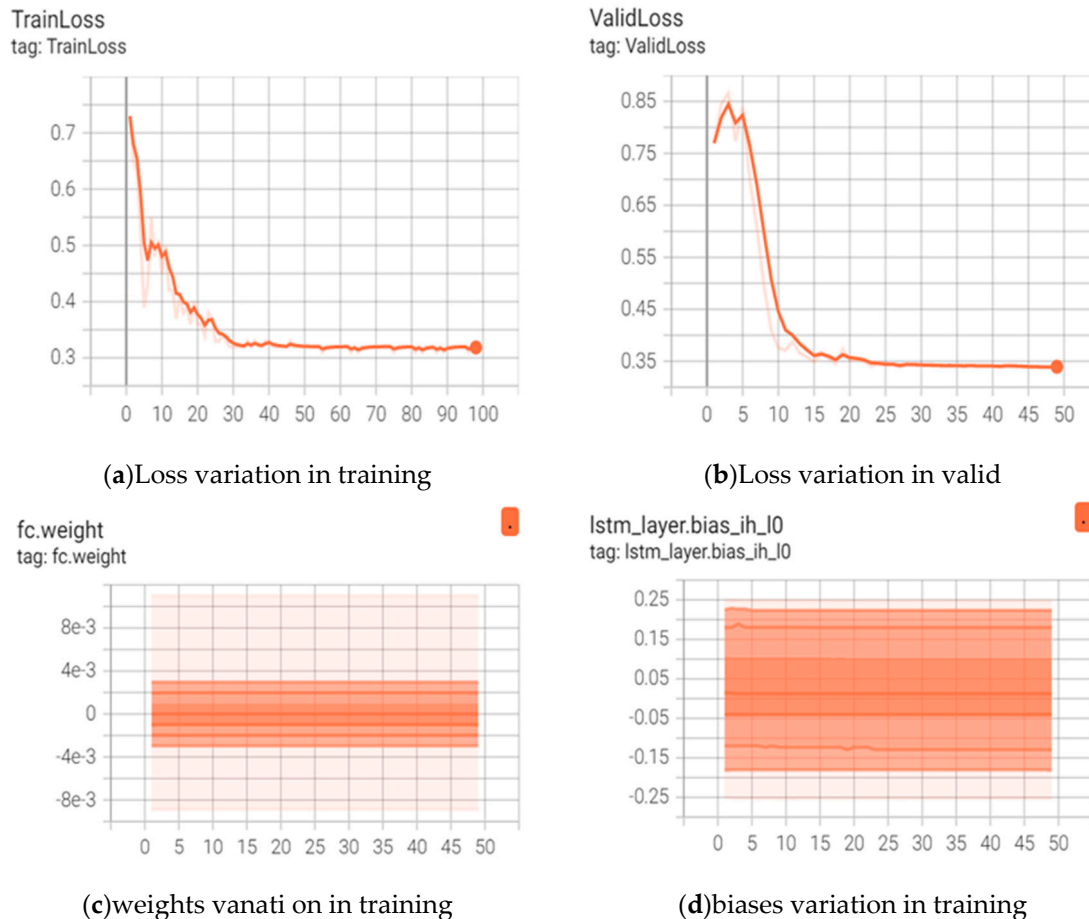 TrainLoss
tag: TrainLoss
0.7
0.6
0.5
0.4
0.3
0 10 20 30 40 50 60 70 80 90 100
(a)Loss variation in training
ValidLoss
tag: ValidLoss
0.85
0.75
0.65
0.55
0.45
0.35
0 5 10 15 20 25 30 35 40 45 50
(b)Loss variation in valid
fc.weight
tag: fc.weight
.
8e-3
4e-3
0
-4e-3
-8e-3
0 5 10 15 20 25 30 35 40 45 50
(c)weights vanati on in training
lstm_layer.bias_ih_l0
tag: lstm_layer.bias_ih_l0
.
0.25
0.15
0.05
-0.05
-0.15
-0.25
0 5 10 15 20 25 30 35 40 45 50
(d)biases variation in training